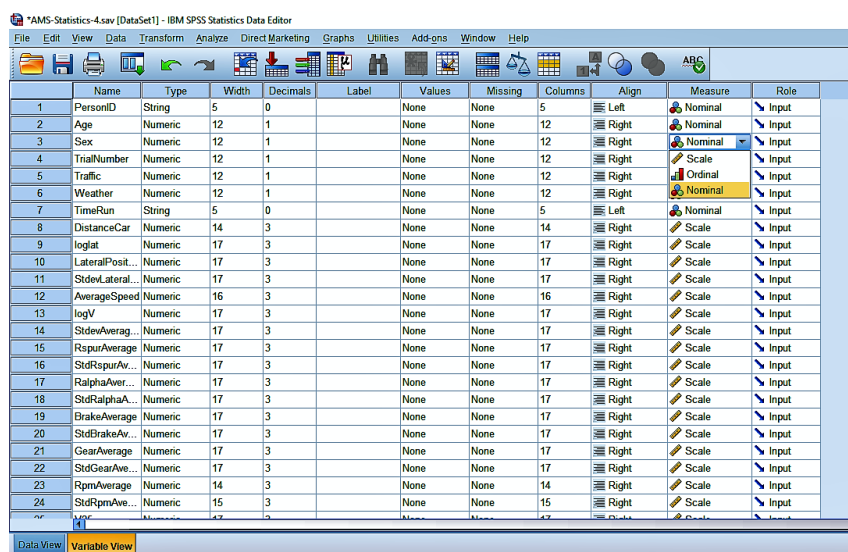 *AMS-Statistics-4.sav [DataSet1] - IBM SPSS Statistics Data Editor
File Edit View Data Transform Analyze Direct Marketing Graphs Utilities Add-ons Window Help
Name Type Width Decimals Label Values Missing Columns Align Measure Role
1 PersonID String 5 0 None None 5 Left Nominal Input
2 Age Numeric 12 1 None None 12 Right Nominal Input
3 Sex Numeric 12 1 None None 12 Right Nominal Input
4 TrialNumber Numeric 12 1 None None 12 Right Scale Input
5 Traffic Numeric 12 1 None None 12 Right Ordinal Input
6 Weather Numeric 12 1 None None 12 Right Nominal Input
7 TimeRun String 5 0 None None 5 Left Nominal Input
8 DistanceCar Numeric 14 3 None None 14 Right Scale Input
9 loglat Numeric 17 3 None None 17 Right Scale Input
10 LateralPosit... Numeric 17 3 None None 17 Right Scale Input
11 StdevLateral... Numeric 17 3 None None 17 Right Scale Input
12 AverageSpeed Numeric 16 3 None None 16 Right Scale Input
13 logV Numeric 17 3 None None 17 Right Scale Input
14 StdevAverag... Numeric 17 3 None None 17 Right Scale Input
15 RspurAverage Numeric 17 3 None None 17 Right Scale Input
16 StdRspurAv... Numeric 17 3 None None 17 Right Scale Input
17 RalphaAver... Numeric 17 3 None None 17 Right Scale Input
18 StdRalphaA... Numeric 17 3 None None 17 Right Scale Input
19 BrakeAverage Numeric 17 3 None None 17 Right Scale Input
20 StdBrakeAv... Numeric 17 3 None None 17 Right Scale Input
21 GearAverage Numeric 17 3 None None 17 Right Scale Input
22 StdGearAve... Numeric 17 3 None None 17 Right Scale Input
23 RpmAverage Numeric 14 3 None None 14 Right Scale Input
24 StdRpmAve... Numeric 15 3 None None 15 Right Scale Input
Data View Variable View